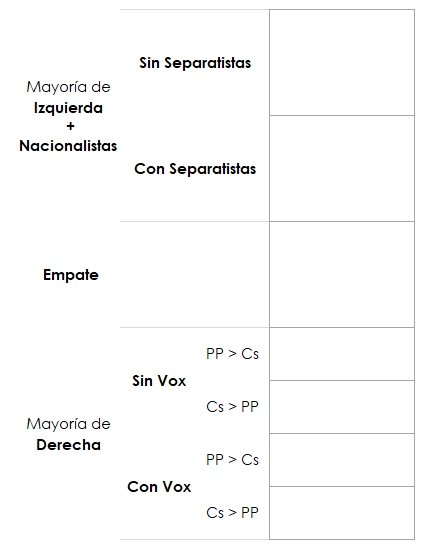 Sin Separatistas
Mayoría de
Izquierda
+
Nacionalistas
Con Separatistas
Empate
PP > Cs
Sin Vox
Cs > PP
Mayoría de
Derecha
PP > Cs
Con Vox
Cs > PP